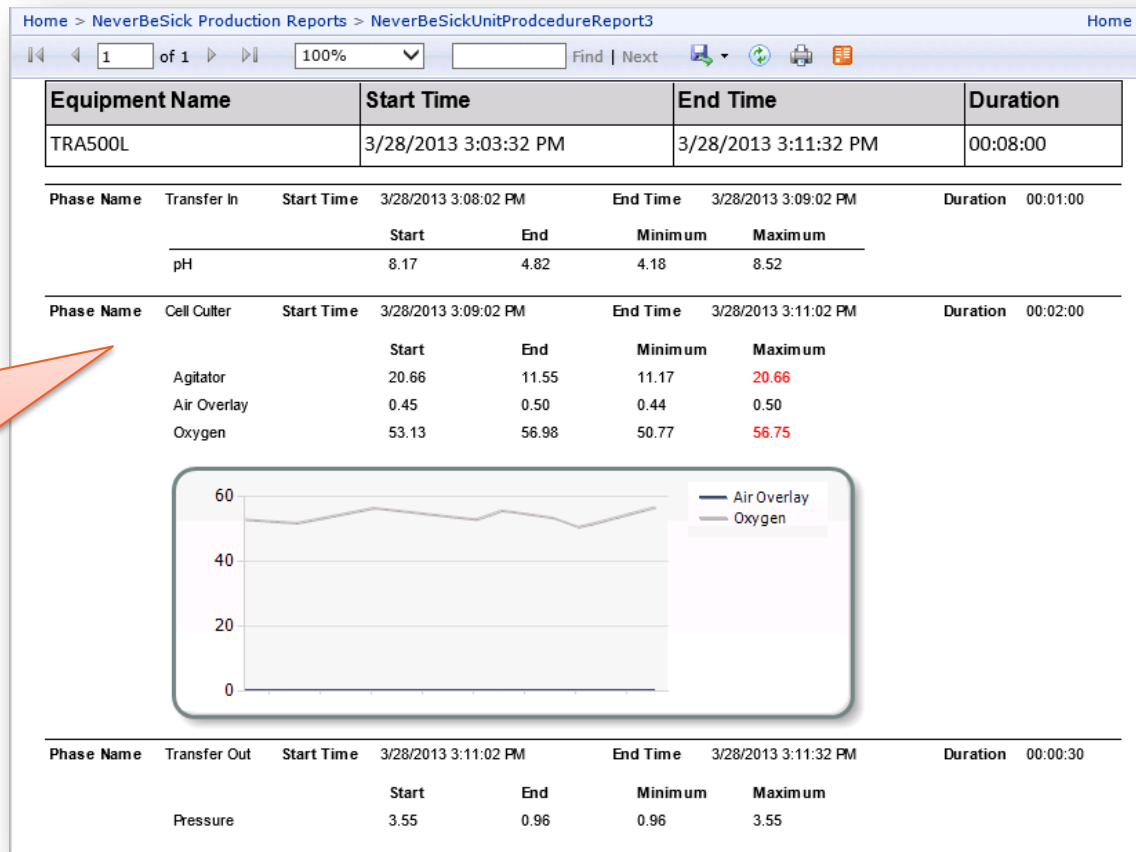 Home > NeverBeSick Production Reports > NeverBeSickUnitProdcedureReport3 Home
1 of 1 100% Find | Next
Equipment Name Start Time End Time Duration
TRA500L 3/28/2013 3:03:32 PM 3/28/2013 3:11:32 PM 00:08:00
Phase Name Transfer In Start Time 3/28/2013 3:08:02 PM End Time 3/28/2013 3:09:02 PM Duration 00:01:00
Start End Minimum Maximum
pH 8.17 4.82 4.18 8.52
Phase Name Cell Culter Start Time 3/28/2013 3:09:02 PM End Time 3/28/2013 3:11:02 PM Duration 00:02:00
Start End Minimum Maximum
Agitator 20.66 11.55 11.17 20.66
Air Overlay 0.45 0.50 0.44 0.50
Oxygen 53.13 56.98 50.77 56.75
60 Air Overlay
Oxygen
40
20
0
Phase Name Transfer Out Start Time 3/28/2013 3:11:02 PM End Time 3/28/2013 3:11:32 PM Duration 00:00:30
Start End Minimum Maximum
Pressure 3.55 0.96 0.96 3.55